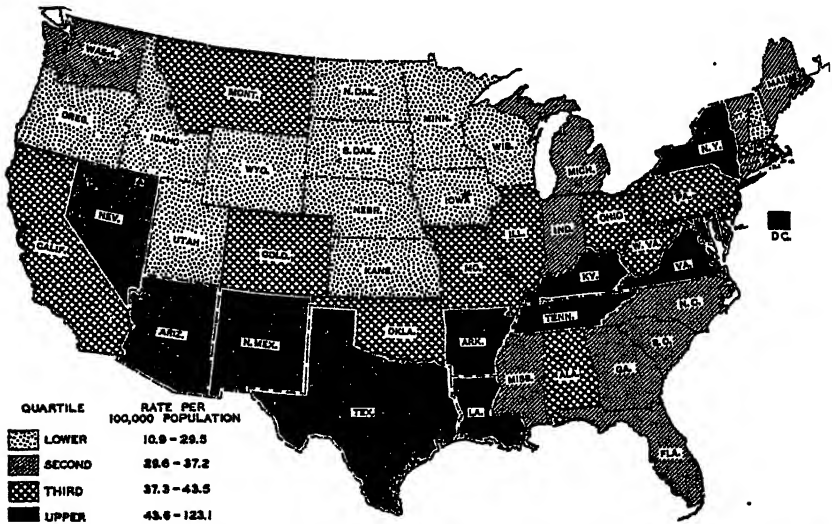 WASH.
MONT.
N. DAK.
MINN.
OREG.
IDAHO
WYO.
S. DAK.
WIS.
MICH.
N.Y.
MAINE
NEV.
UTAH
COLO.
NEBR.
IOWA
ILL.
IND.
OHIO
PA.
D.C.
CALIF.
KANS.
MO.
KY.
W. VA.
VA.
ARIZ.
N. MEX.
OKLA.
ARK.
TENN.
N.C.
S.C.
TEX.
LA.
MISS.
ALA.
GA.
FLA.
QUARTILE RATE PER
100,000 POPULATION
LOWER 10.9 – 29.5
SECOND 29.6 – 37.2
THIRD 37.3 – 43.5
UPPER 43.6 – 123.1